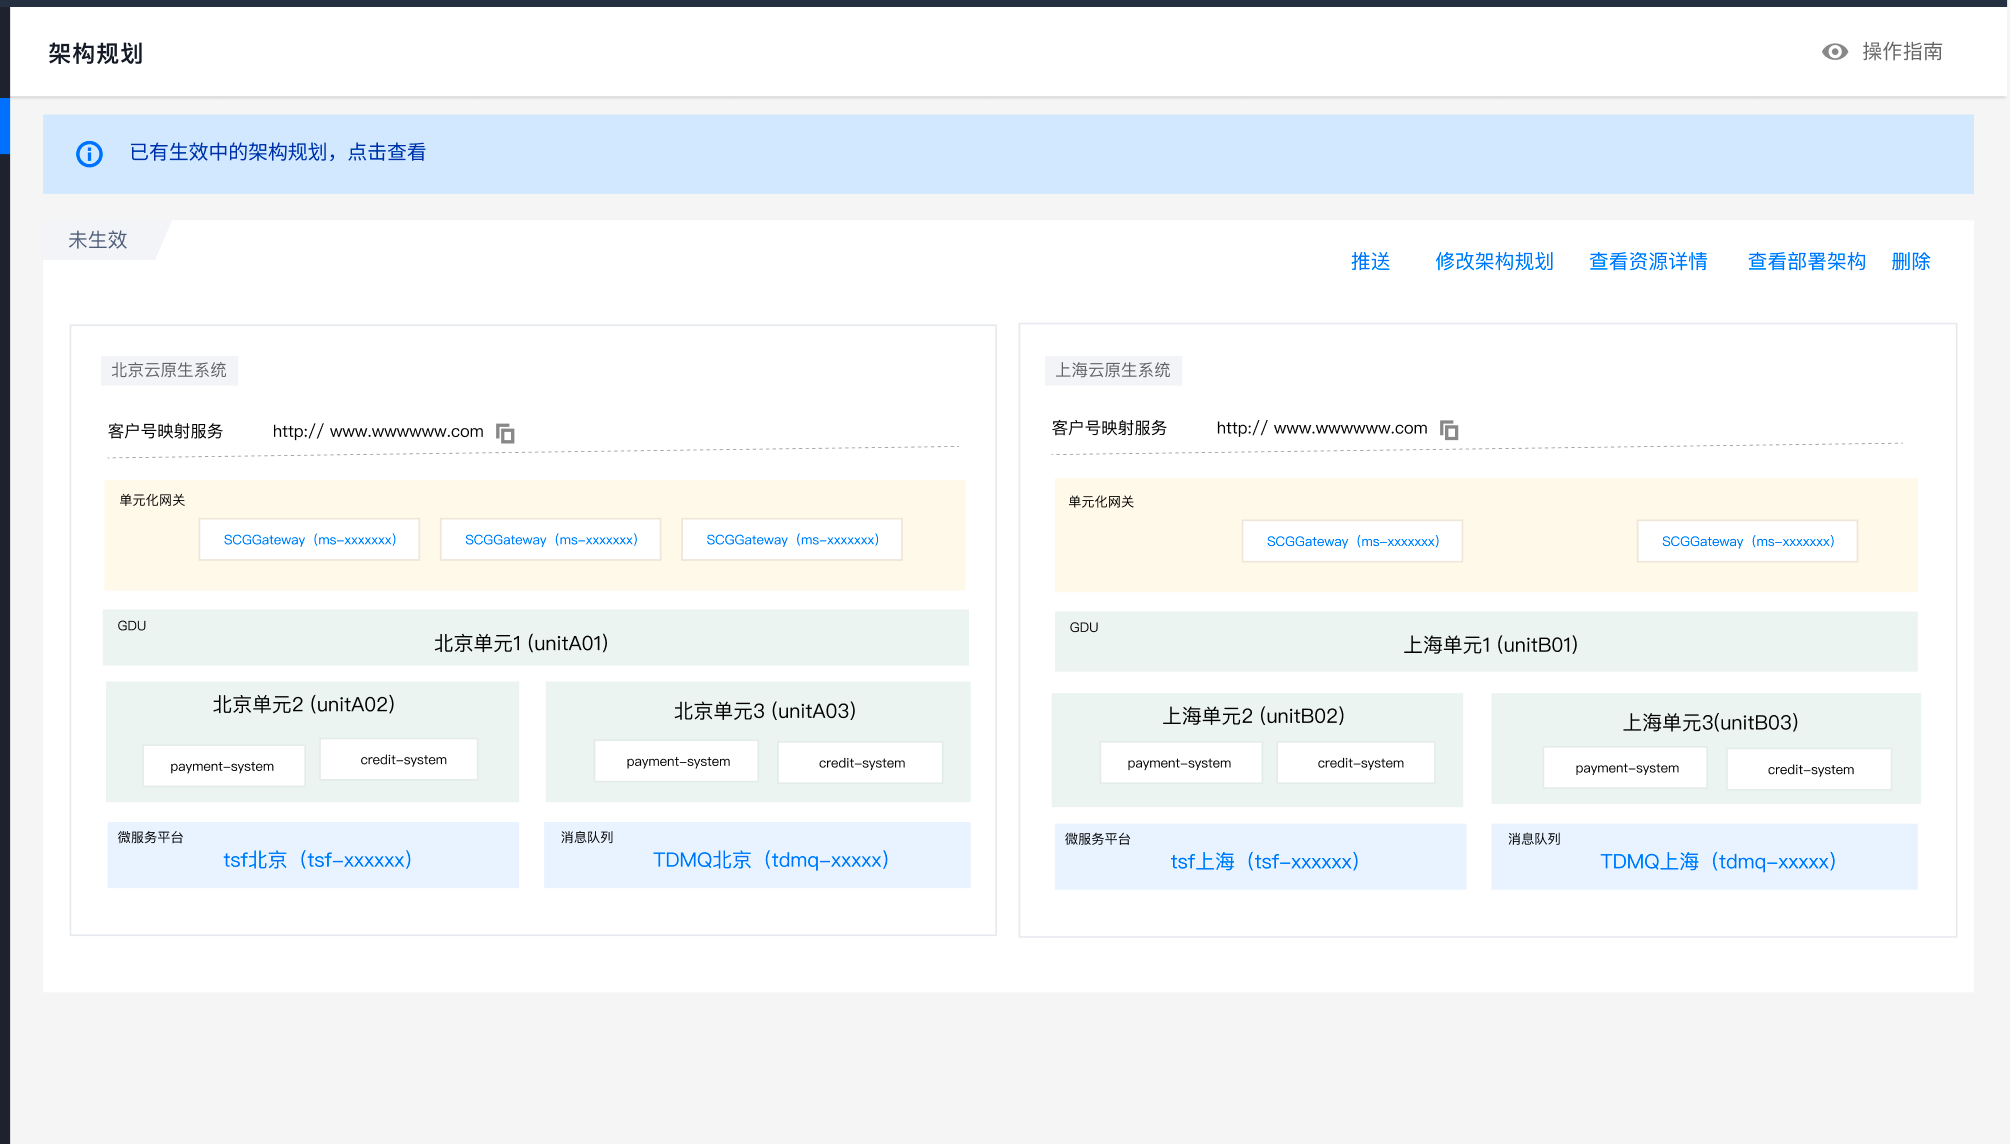 架构规划
操作指南
已有生效中的架构规划，点击查看
未生效
推送 修改架构规划 查看资源详情 查看部署架构 删除
北京云原生系统
客户号映射服务 http:// www.wwwwww.com
单元化网关
SCGGateway（ms-xxxxxxx） SCGGateway（ms-xxxxxxx） SCGGateway（ms-xxxxxxx）
GDU
北京单元1 (unitA01)
北京单元2 (unitA02)
payment-system credit-system
北京单元3 (unitA03)
payment-system credit-system
微服务平台
tsf北京（tsf-xxxxxx）
消息队列
TDMQ北京（tdmq-xxxxx）
上海云原生系统
客户号映射服务 http:// www.wwwwww.com
单元化网关
SCGGateway（ms-xxxxxxx） SCGGateway（ms-xxxxxxx）
GDU
上海单元1 (unitB01)
上海单元2 (unitB02)
payment-system credit-system
上海单元3(unitB03)
payment-system credit-system
微服务平台
tsf上海（tsf-xxxxxx）
消息队列
TDMQ上海（tdmq-xxxxx）